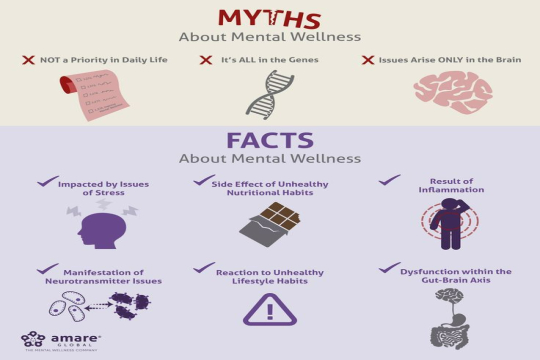 MYTHS
About Mental Wellness
NOT a Priority in Daily Life
It's ALL in the Genes
Issues Arise ONLY in the Brain
FACTS
About Mental Wellness
Impacted by Issues
of Stress
Side Effect of Unhealthy
Nutritional Habits
Result of
Inflammation
Manifestation of
Neurotransmitter Issues
Reaction to Unhealthy
Lifestyle Habits
Dysfunction within the
Gut-Brain Axis
amare
GLOBAL
THE MENTAL WELLNESS COMPANY